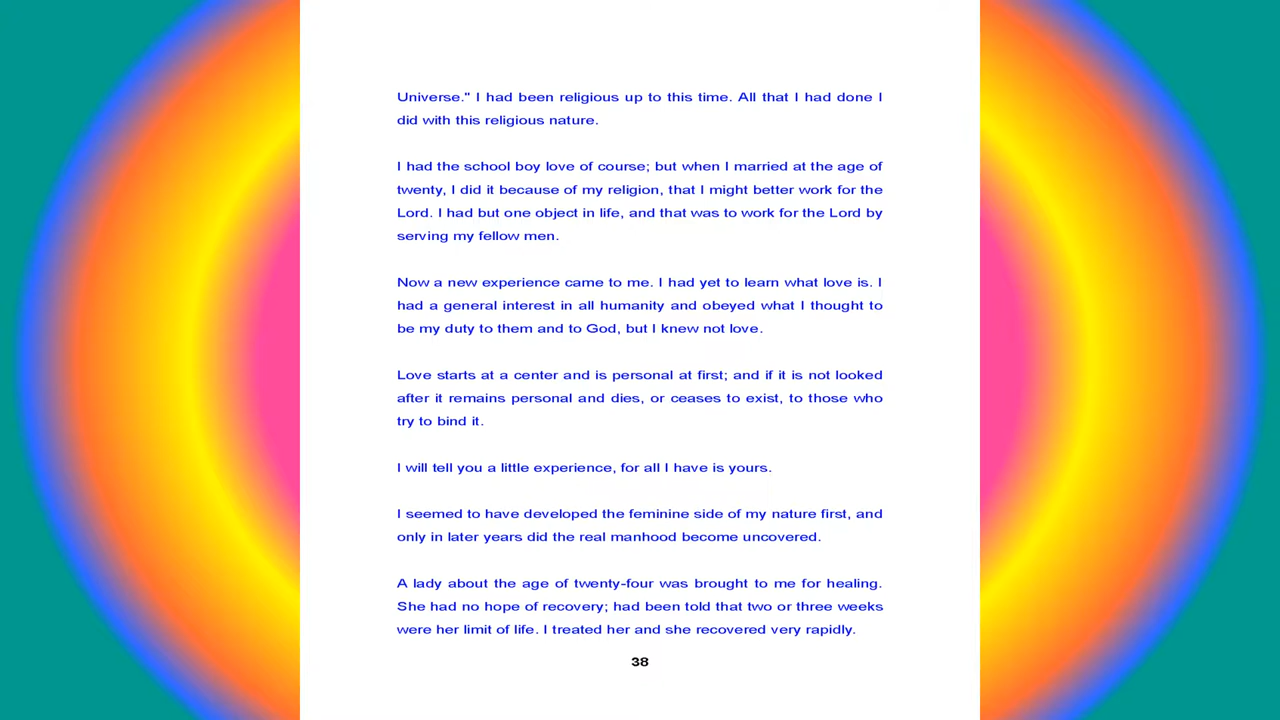 Universe." I had been religious up to this time. All that I had done I
did with this religious nature.
I had the school boy love of course; but when I married at the age of
twenty, I did it because of my religion, that I might better work for the
Lord. I had but one object in life, and that was to work for the Lord by
serving my fellow men.
Now a new experience came to me. I had yet to learn what love is. I
had a general interest in all humanity and obeyed what I thought to
be my duty to them and to God, but I knew not love.
Love starts at a center and is personal at first; and if it is not looked
after it remains personal and dies, or ceases to exist, to those who
try to bind it.
I will tell you a little experience, for all I have is yours.
I seemed to have developed the feminine side of my nature first, and
only in later years did the real manhood become uncovered.
A lady about the age of twenty-four was brought to me for healing.
She had no hope of recovery; had been told that two or three weeks
were her limit of life. I treated her and she recovered very rapidly.
38